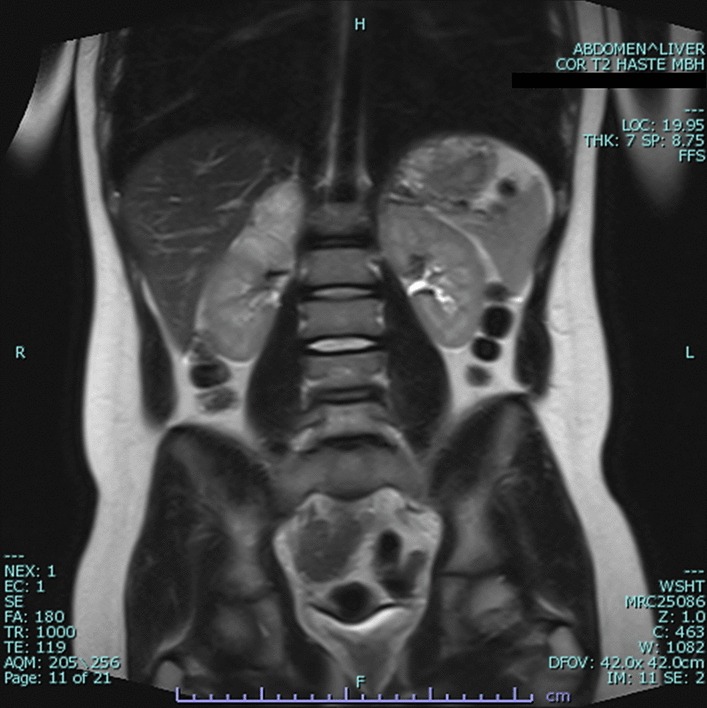 H
ABDOMEN^LIVER
COR T2 HASTE MBH
---
LOC: 19.95
THK: 7 SP: 8.75
FFS
R
L
---
NEX: 1
EC: 1
SE
FA: 180
TR: 1000
TE: 119
AQM: 205\256
Page: 11 of 21
---
WSHT
MRC25086
Z: 1.0
C: 463
W: 1082
DFOV: 42.0x 42.0cm
IM: 11 SE: 2
F
cm